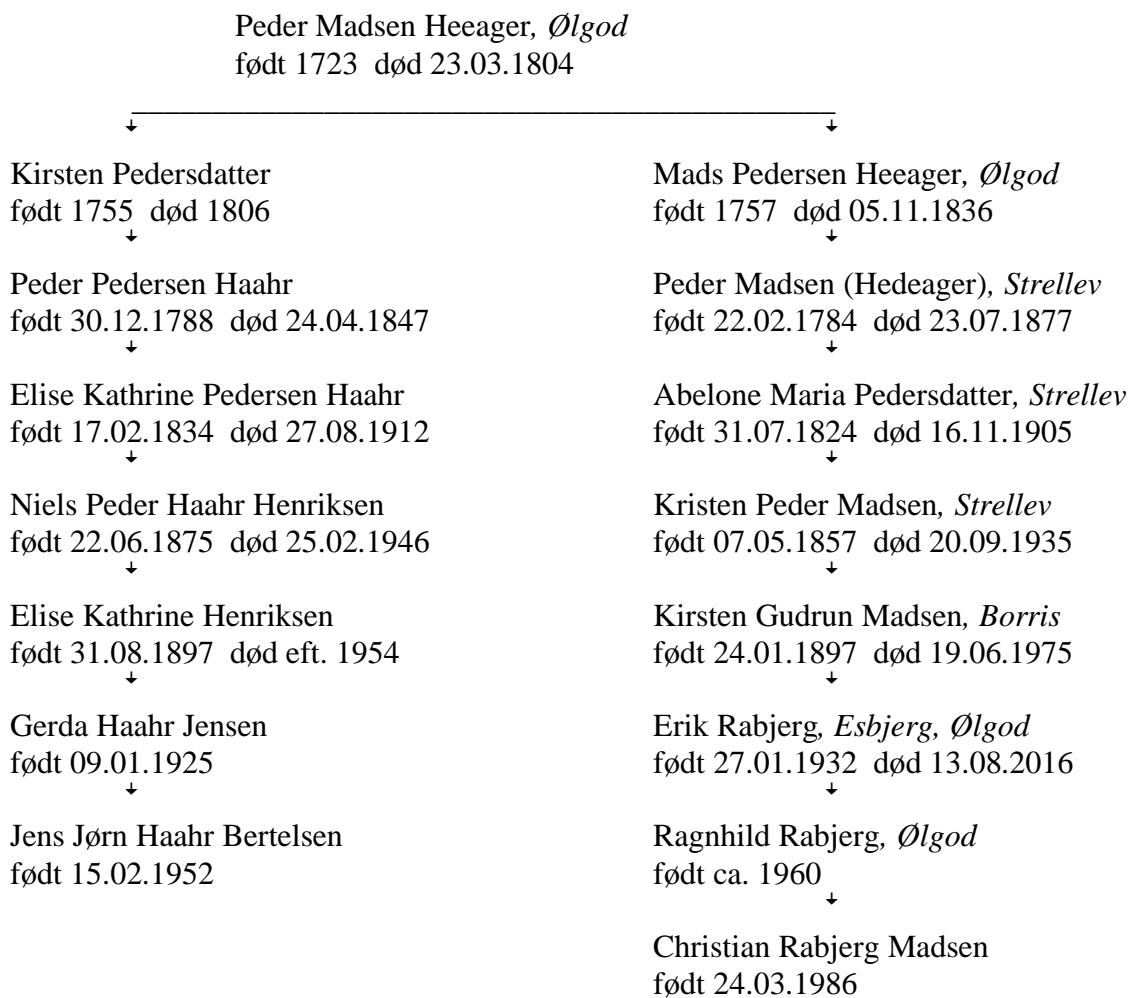 Peder Madsen Heeager, Ølgod
født 1723 død 23.03.1804
Kirsten Pedersdatter
født 1755 død 1806
Peder Pedersen Haahr
født 30.12.1788 død 24.04.1847
Elise Kathrine Pedersen Haahr
født 17.02.1834 død 27.08.1912
Niels Peder Haahr Henriksen
født 22.06.1875 død 25.02.1946
Elise Kathrine Henriksen
født 31.08.1897 død eft. 1954
Gerda Haahr Jensen
født 09.01.1925
Jens Jørn Haahr Bertelsen
født 15.02.1952
Mads Pedersen Heeager, Ølgod
født 1757 død 05.11.1836
Peder Madsen (Hedeager), Strellev
født 22.02.1784 død 23.07.1877
Abelone Maria Pedersdatter, Strellev
født 31.07.1824 død 16.11.1905
Kristen Peder Madsen, Strellev
født 07.05.1857 død 20.09.1935
Kirsten Gudrun Madsen, Borris
født 24.01.1897 død 19.06.1975
Erik Rabjerg, Esbjerg, Ølgod
født 27.01.1932 død 13.08.2016
Ragnhild Rabjerg, Ølgod
født ca. 1960
Christian Rabjerg Madsen
født 24.03.1986